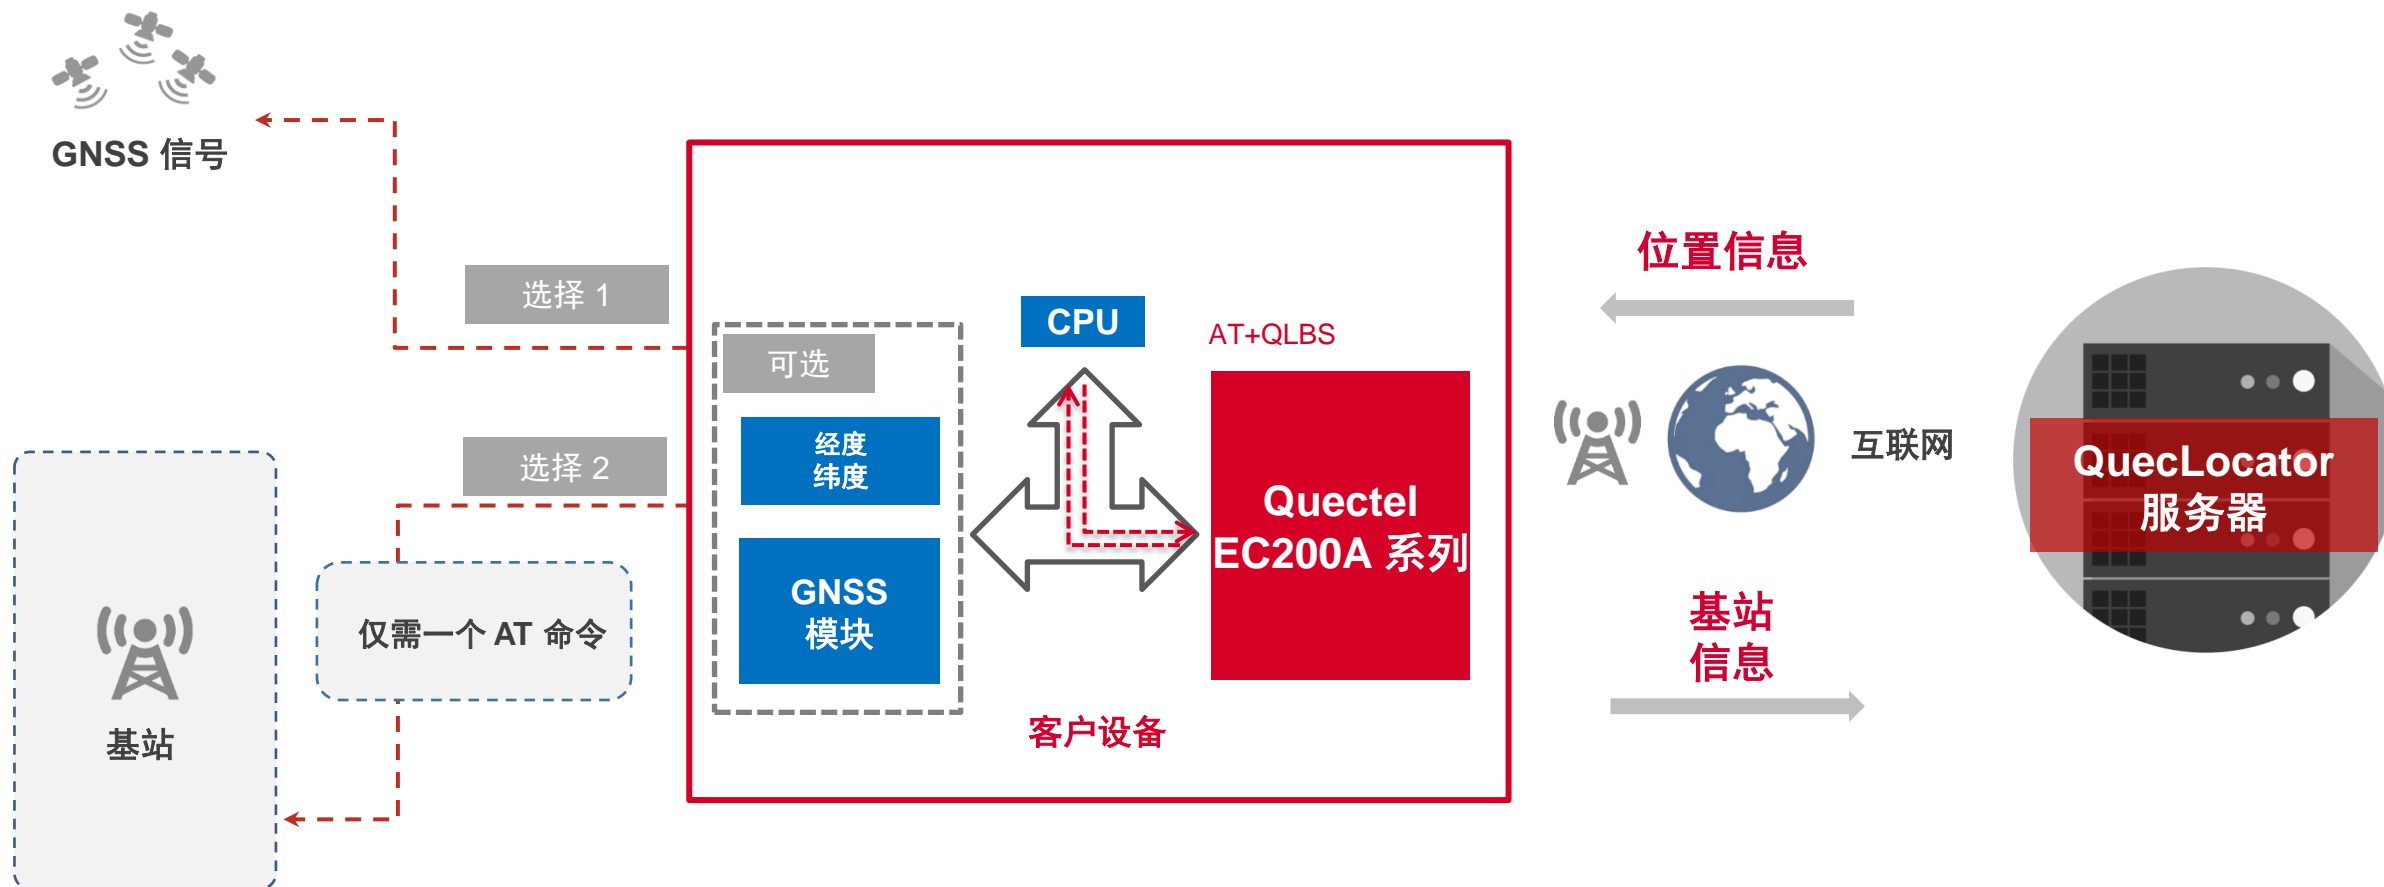 GNSS 信号
选择 1
选择 2
仅需一个 AT 命令
基站
可选
经度
纬度
GNSS
模块
CPU
AT+QLBS
Quectel
EC200A 系列
客户设备
位置信息
互联网
基站
信息
QuecLocator
服务器